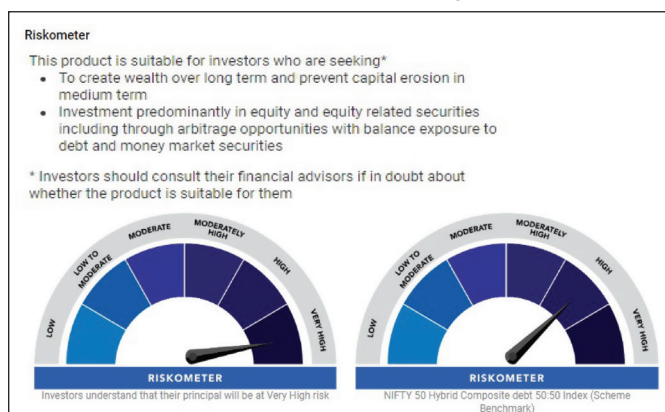 Riskometer
This product is suitable for investors who are seeking*
• To create wealth over long term and prevent capital erosion in
medium term
• Investment predominantly in equity and equity related securities
including through arbitrage opportunities with balance exposure to
debt and money market securities
* Investors should consult their financial advisors if in doubt about
whether the product is suitable for them
LOW
LOW TO
MODERATE
MODERATE
MODERATELY
HIGH
HIGH
VERY HIGH
RISKOMETER
Investors understand that their principal will be at Very High risk
LOW
LOW TO
MODERATE
MODERATE
MODERATELY
HIGH
HIGH
VERY HIGH
RISKOMETER
NIFTY 50 Hybrid Composite debt 50:50 Index (Scheme
Benchmark)